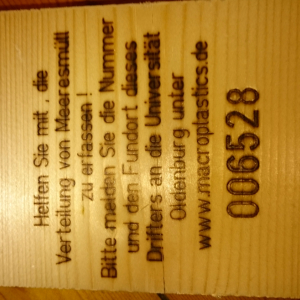 Helfen Sie mit, die
Verteilung von Meeresmüll
zu erfassen!
Bitte melden Sie die Nummer
und den Fundort dieses
Drifters an die Universität
Oldenburg unter
www.macroplastics.de
006528